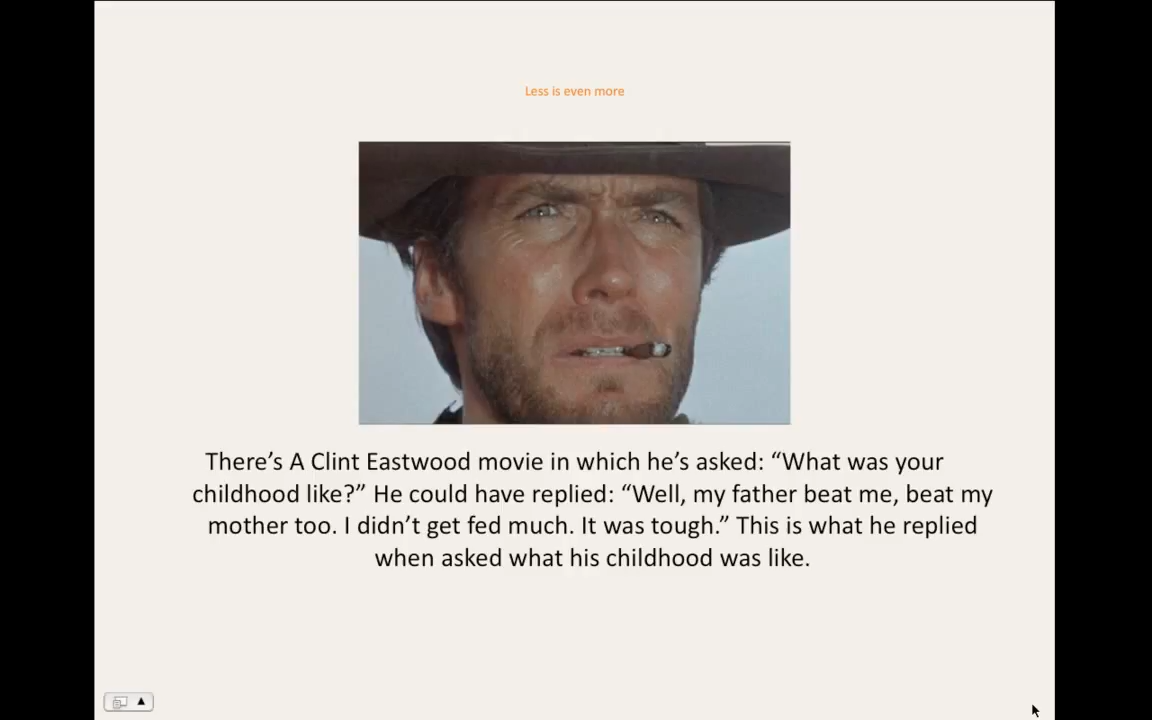 Less is even more
There’s A Clint Eastwood movie in which he’s asked: “What was your
childhood like?” He could have replied: “Well, my father beat me, beat my
mother too. I didn’t get fed much. It was tough.” This is what he replied
when asked what his childhood was like.